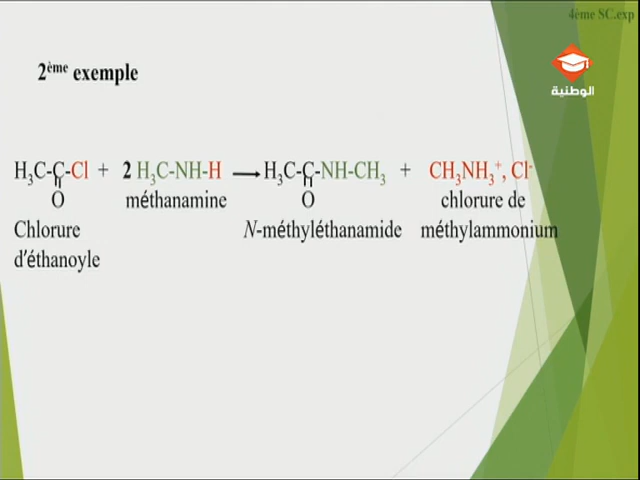 4ème SC.exp
الوطنية
2ème exemple
H3C-C-Cl + 2 H3C-NH-H → H3C-C-NH-CH3 + CH3NH3+, Cl-
O méthanamine O chlorure de
Chlorure N-méthyléthanamide méthylammonium
d'éthanoyle